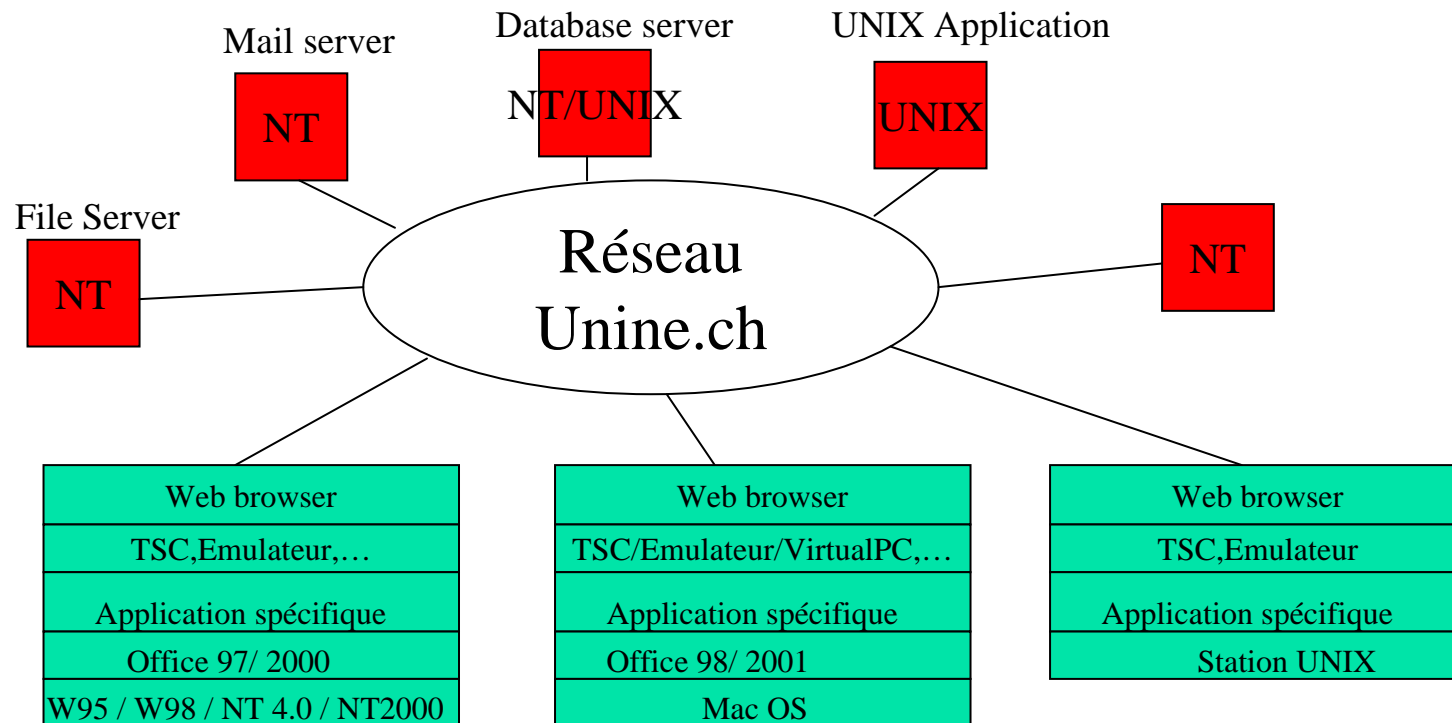 Mail server
Database server
UNIX Application
NT
NT/UNIX
UNIX
File Server
NT
NT
Réseau
Unine.ch
Web browser
TSC,Emulateur,…
Application spécifique
Office 97/ 2000
W95 / W98 / NT 4.0 / NT2000
Web browser
TSC/Emulateur/VirtualPC,…
Application spécifique
Office 98/ 2001
Mac OS
Web browser
TSC,Emulateur
Application spécifique
Station UNIX